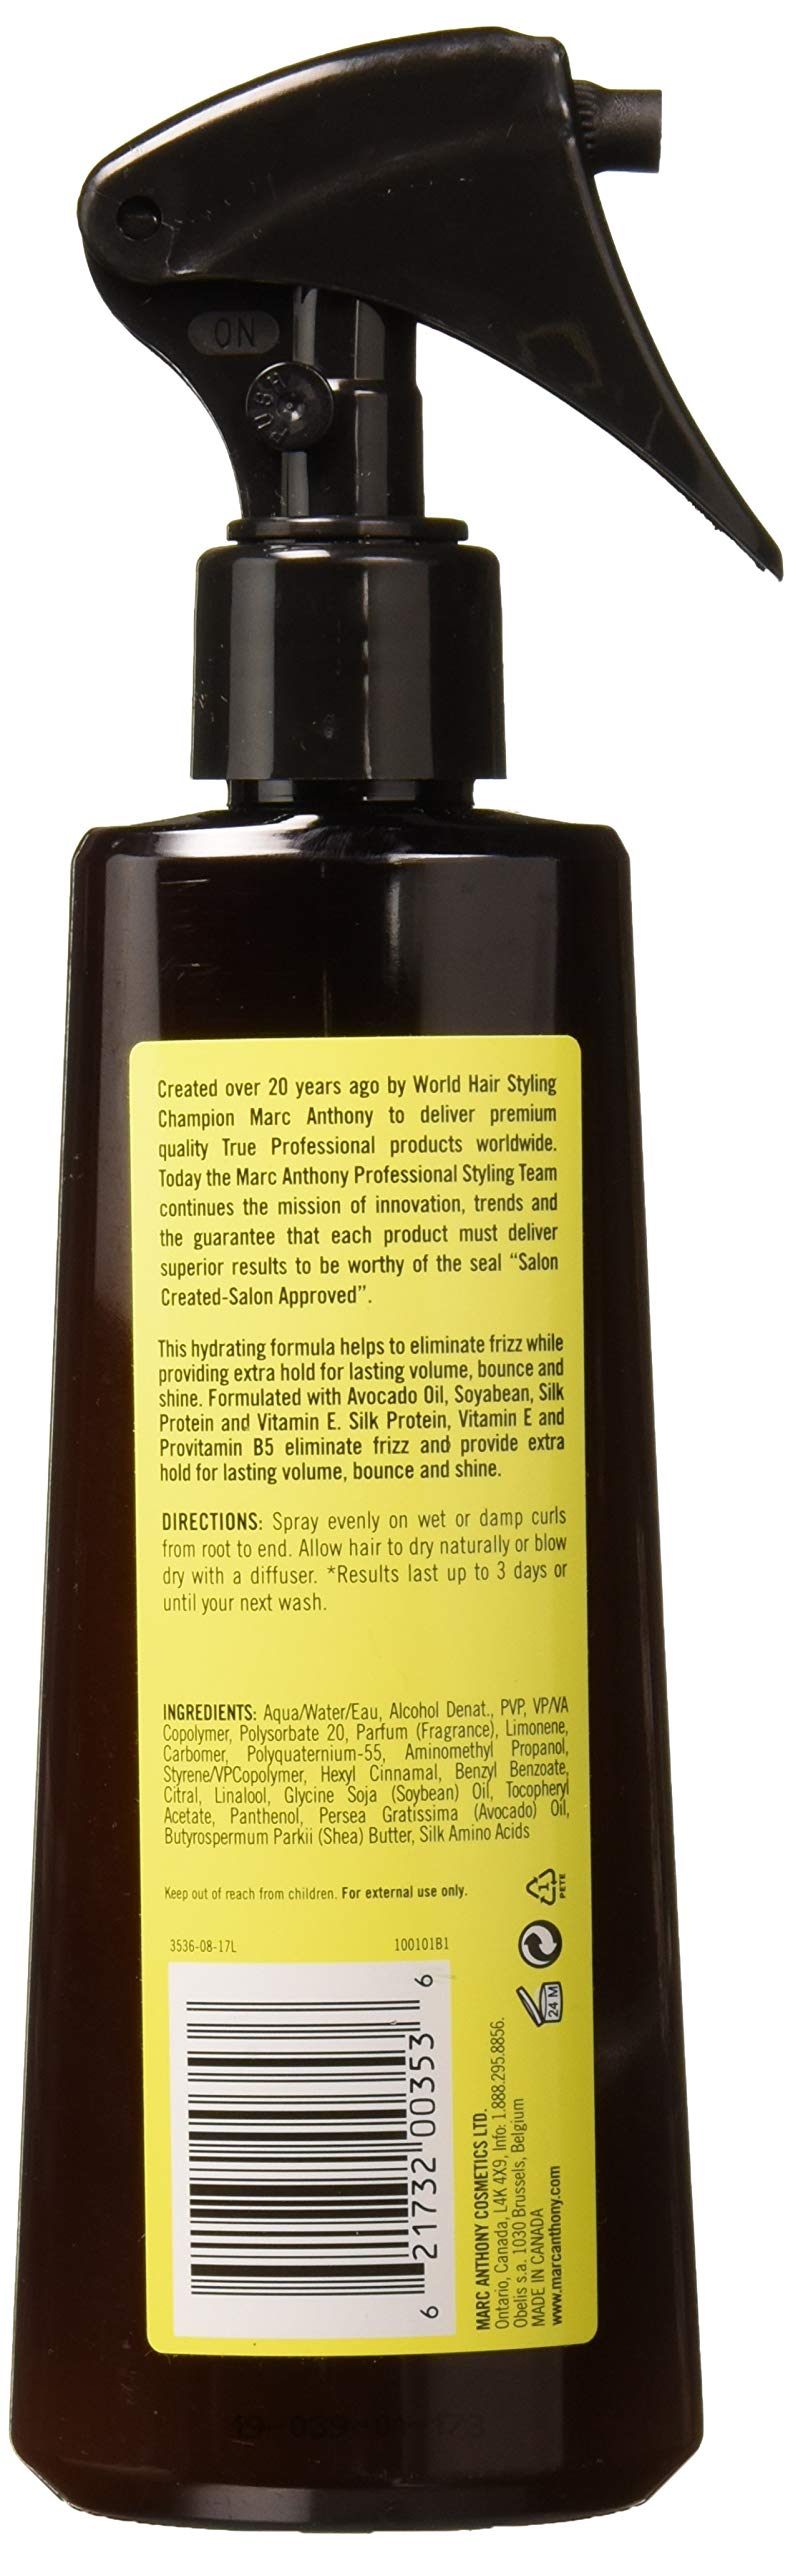 ON
PUSH
Created over 20 years ago by World Hair Styling
Champion Marc Anthony to deliver premium
quality True Professional products worldwide.
Today the Marc Anthony Professional Styling Team
continues the mission of innovation, trends and
the guarantee that each product must deliver
superior results to be worthy of the seal “Salon
Created-Salon Approved”.
This hydrating formula helps to eliminate frizz while
providing extra hold for lasting volume, bounce and
shine. Formulated with Avocado Oil, Soyabean, Silk
Protein and Vitamin E. Silk Protein, Vitamin E and
Provitamin B5 eliminate frizz and provide extra
hold for lasting volume, bounce and shine.
DIRECTIONS: Spray evenly on wet or damp curls
from root to end. Allow hair to dry naturally or blow
dry with a diffuser. *Results last up to 3 days or
until your next wash.
INGREDIENTS: Aqua/Water/Eau, Alcohol Denat., PVP, VP/VA
Copolymer, Polysorbate 20, Parfum (Fragrance), Limonene,
Carbomer, Polyquaternium-55, Aminomethyl Propanol,
Styrene/VPCopolymer, Hexyl Cinnamal, Benzyl Benzoate,
Citral, Linalool, Glycine Soja (Soybean) Oil, Tocopheryl
Acetate, Panthenol, Persea Gratissima (Avocado) Oil,
Butyrospermum Parkii (Shea) Butter, Silk Amino Acids
Keep out of reach from children. For external use only.
1
PETE
3536-08-17L 100101B1
24 M
6 21732 00353 6
MARC ANTHONY COSMETICS LTD.
Ontario, Canada, L4K 4X9, Info: 1.888.295.8856.
Obelis s.a. 1030 Brussels, Belgium
MADE IN CANADA
www.marcanthony.com